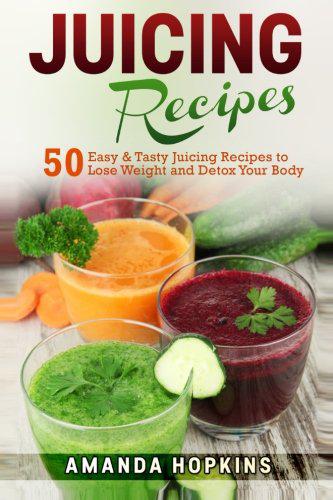 JUICING
Recipes
50 Easy & Tasty Juicing Recipes to
Lose Weight and Detox Your Body
AMANDA HOPKINS